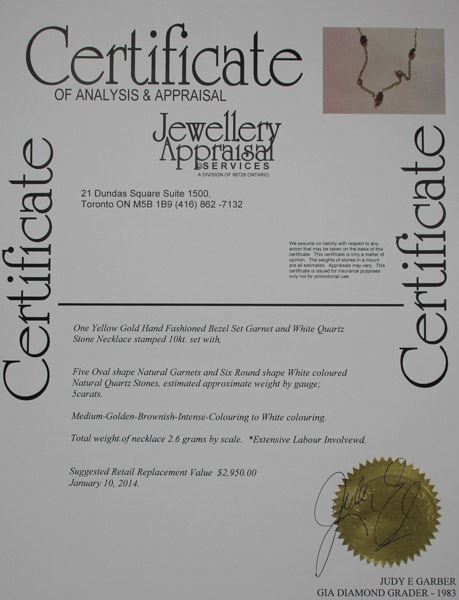 Certificate
OF ANALYSIS & APPRAISAL
Jewellery
Appraisal
SERVICES
A DIVISION OF 86728 ONTARIO
21 Dundas Square Suite 1500,
Toronto ON M5B 1B9 (416) 862 -7132
Certificate
Certificate
We assume no liability with respect to any
action that may be taken on the basis of this
certificate. This certificate is only a matter of
opinion. The weights of stones in a mount
are all estimated. Appraisals may vary. This
certificate is issued for insurance purposes
only not for promotional use.
One Yellow Gold Hand Fashioned Bezel Set Garnet and White Quartz
Stone Necklace stamped 10kt. set with,
Five Oval shape Natural Garnets and Six Round shape White coloured
Natural Quartz Stones, estimated approximate weight by gauge;
5carats.
Medium-Golden-Brownish-Intense-Colouring to White colouring.
Total weight of necklace 2.6 grams by scale. *Extensive Labour Involvewd.
Suggested Retail Replacement Value $2,950.00
January 10, 2014.
JUDY E GARBER
GIA DIAMOND GRADER - 1983